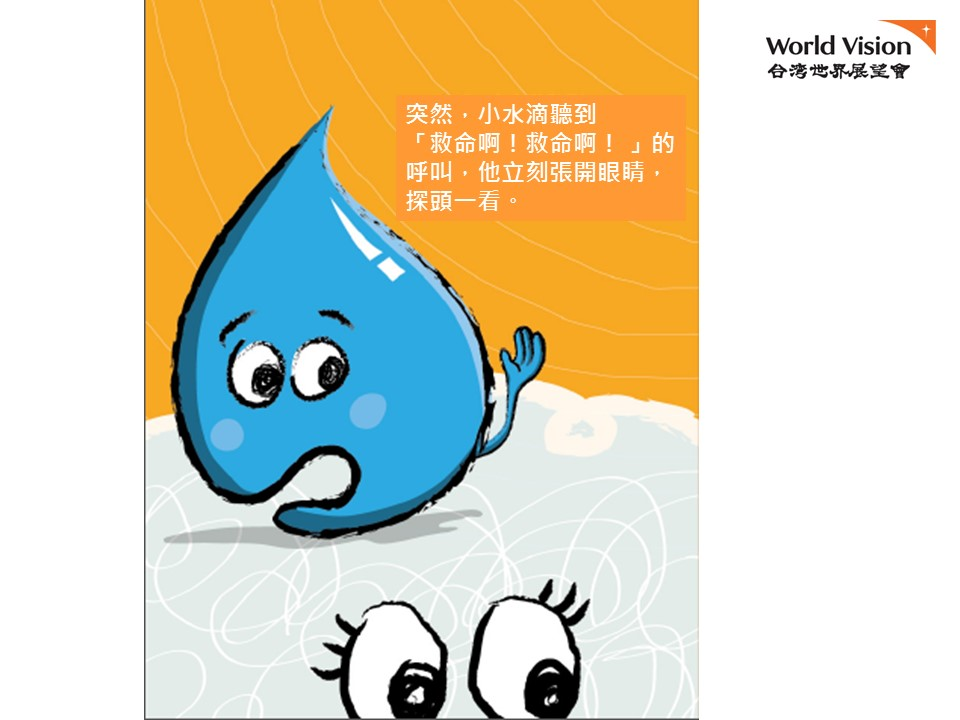 World Vision
台灣世界展望會
突然，小水滴聽到
「救命啊！救命啊！ 」的
呼叫，他立刻張開眼睛，
探頭一看。